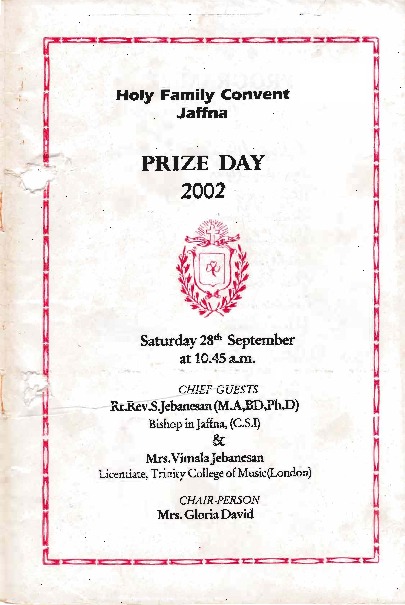 Holy Family Convent
Jaffna
PRIZE DAY
2002
Saturday 28th September
at 10.45 a.m.
CHIEF GUESTS
Rt.Rev.S.Jebanesan (M.A,BD,Ph.D)
Bishop in Jaffna, (C.S.I)
&
Mrs.Vimala Jebanesan
Licentiate, Trinity College of Music(London)
CHAIR-PERSON
Mrs. Gloria David